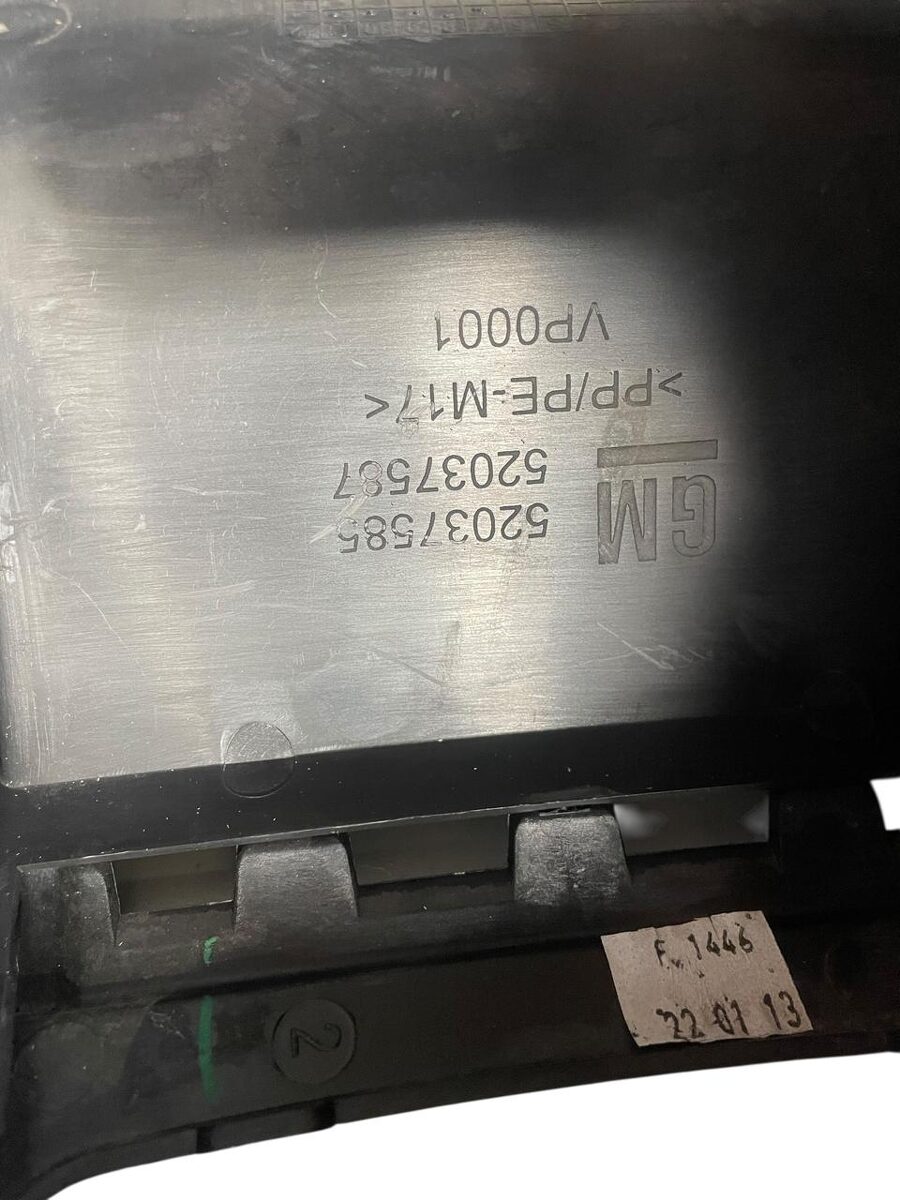 GM
52037585
52037587
>PP/PE-M17<
VP0001
F. 1446
22 01 13
2